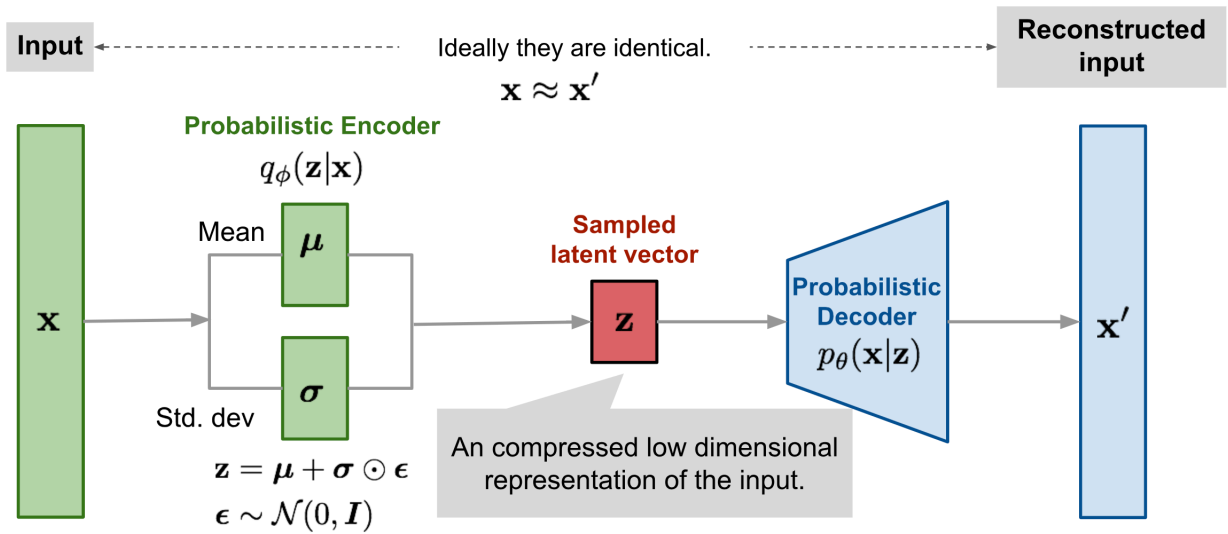 Input
Ideally they are identical.
x ≈ x′
Reconstructed
input
Probabilistic Encoder
qϕ(z|x)
Mean
μ
Sampled
latent vector
x
z
Probabilistic
Decoder
pθ(x|z)
x′
σ
Std. dev
z = μ + σ ⊙ ϵ
ϵ ∼ 𝒩(0, I)
An compressed low dimensional
representation of the input.